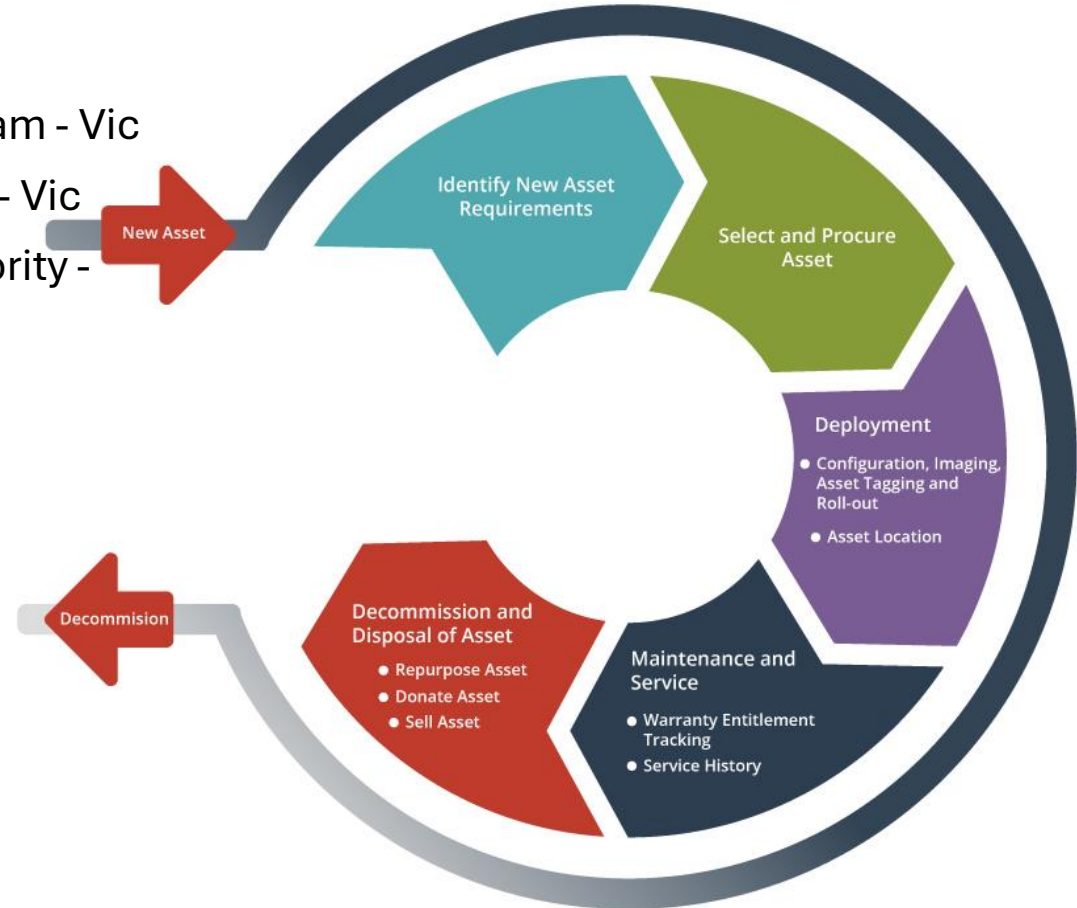 am - Vic
- Vic
ority -
New Asset
Identify New Asset
Requirements
Select and Procure
Asset
Deployment
● Configuration, Imaging,
Asset Tagging and
Roll-out
● Asset Location
Maintenance and
Service
● Warranty Entitlement
Tracking
● Service History
Decommission and
Disposal of Asset
● Repurpose Asset
● Donate Asset
● Sell Asset
Decommision